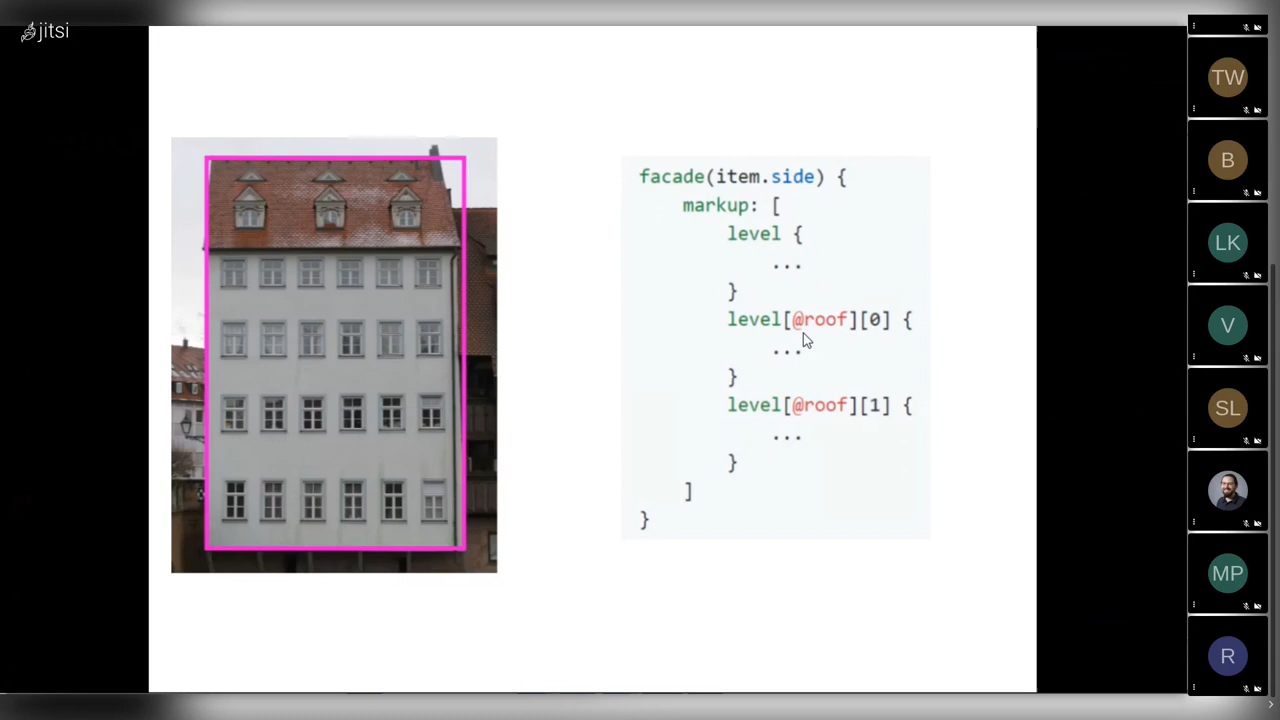 jitsi
facade(item.side) {
markup: [
level {
...
}
level[@roof][0] {
...
}
level[@roof][1] {
...
}
]
}
TW
B
LK
V
SL
MP
R